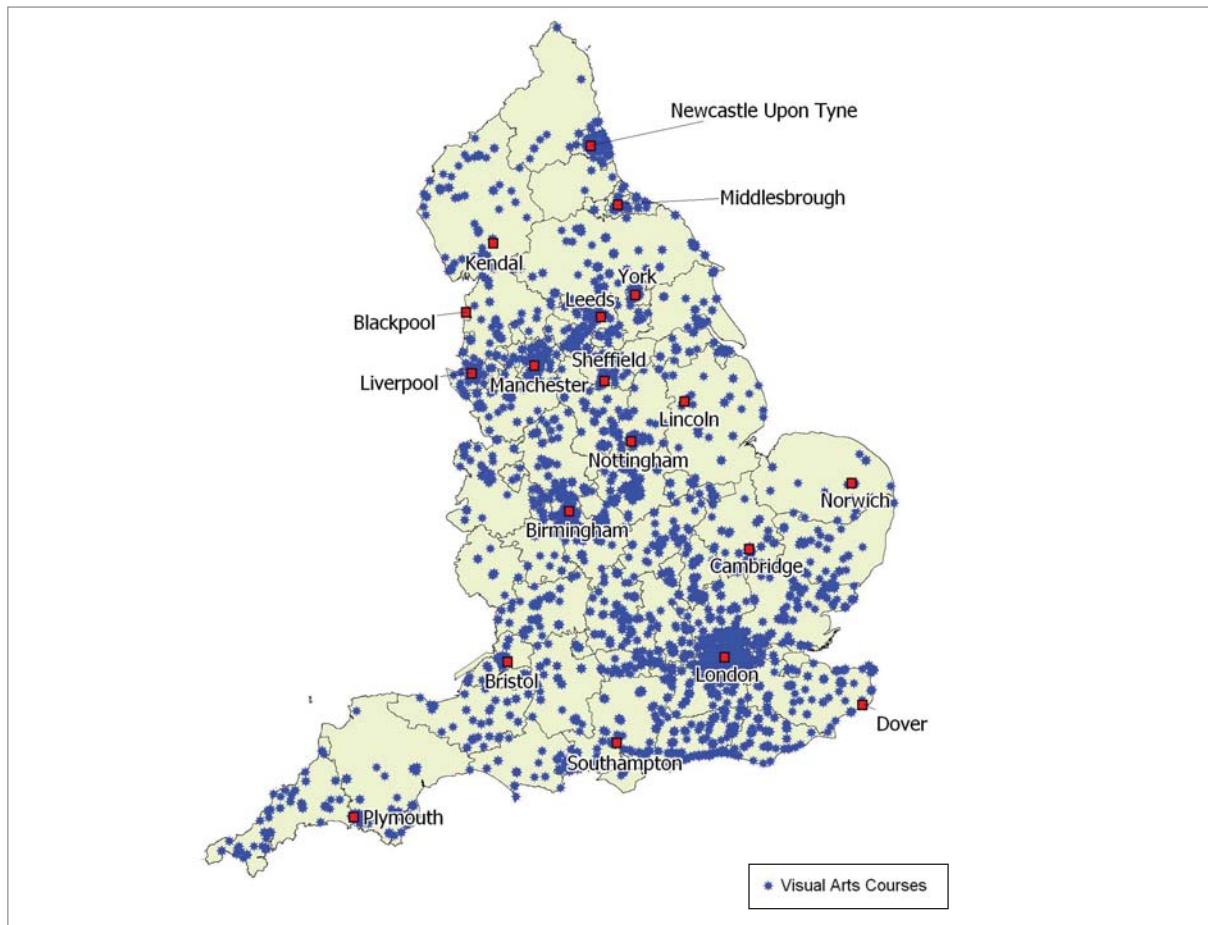 Newcastle Upon Tyne
Middlesbrough
Kendal
York
Leeds
Blackpool
Sheffield
Liverpool
Manchester
Lincoln
Nottingham
Norwich
Birmingham
Cambridge
London
Bristol
Dover
Southampton
Plymouth
Visual Arts Courses